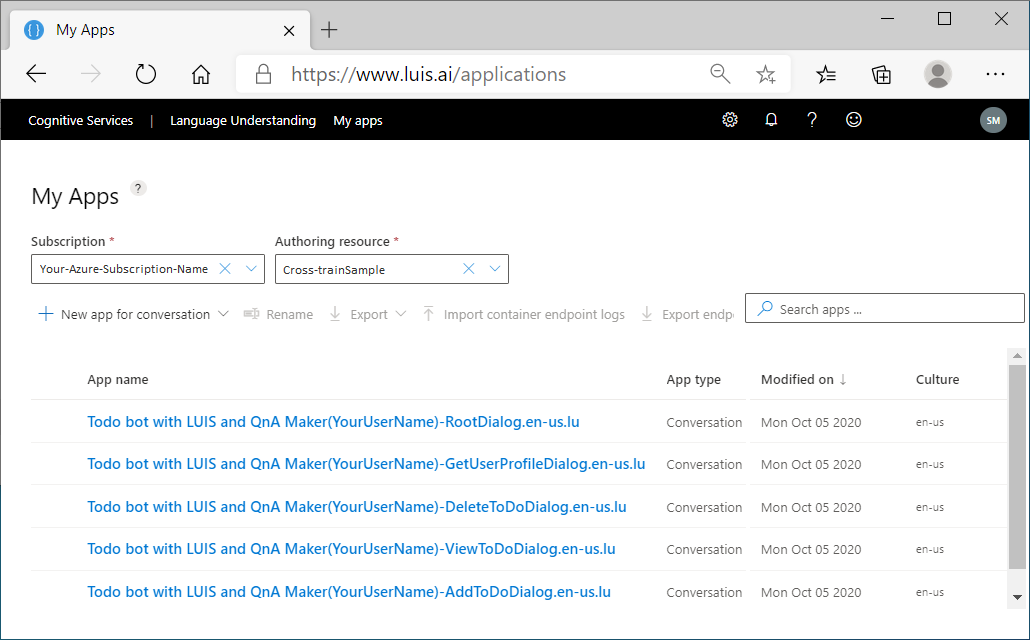 My Apps
https://www.luis.ai/applications
Cognitive Services | Language Understanding My apps ? SM
My Apps ?
Subscription * Authoring resource *
Your-Azure-Subscription-Name Cross-trainSample
New app for conversation Rename Export Import container endpoint logs Export endp Search apps ...
App name App type Modified on ↓ Culture
Todo bot with LUIS and QnA Maker(YourUserName)-RootDialog.en-us.lu Conversation Mon Oct 05 2020 en-us
Todo bot with LUIS and QnA Maker(YourUserName)-GetUserProfileDialog.en-us.lu Conversation Mon Oct 05 2020 en-us
Todo bot with LUIS and QnA Maker(YourUserName)-DeleteToDoDialog.en-us.lu Conversation Mon Oct 05 2020 en-us
Todo bot with LUIS and QnA Maker(YourUserName)-ViewToDoDialog.en-us.lu Conversation Mon Oct 05 2020 en-us
Todo bot with LUIS and QnA Maker(YourUserName)-AddToDoDialog.en-us.lu Conversation Mon Oct 05 2020 en-us